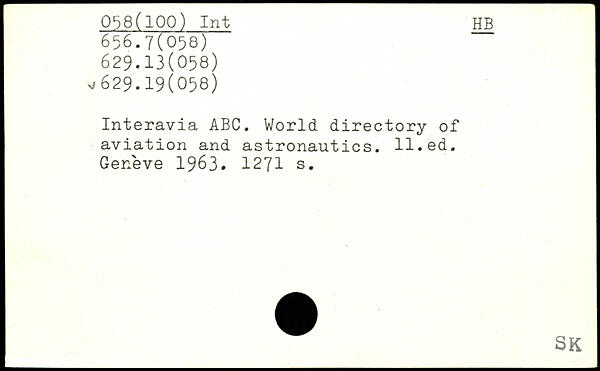 058(100) Int HB
656.7(058)
629.13(058)
✓629.19(058)
Interavia ABC. World directory of
aviation and astronautics. 11.ed.
Genève 1963. 1271 s.
SK